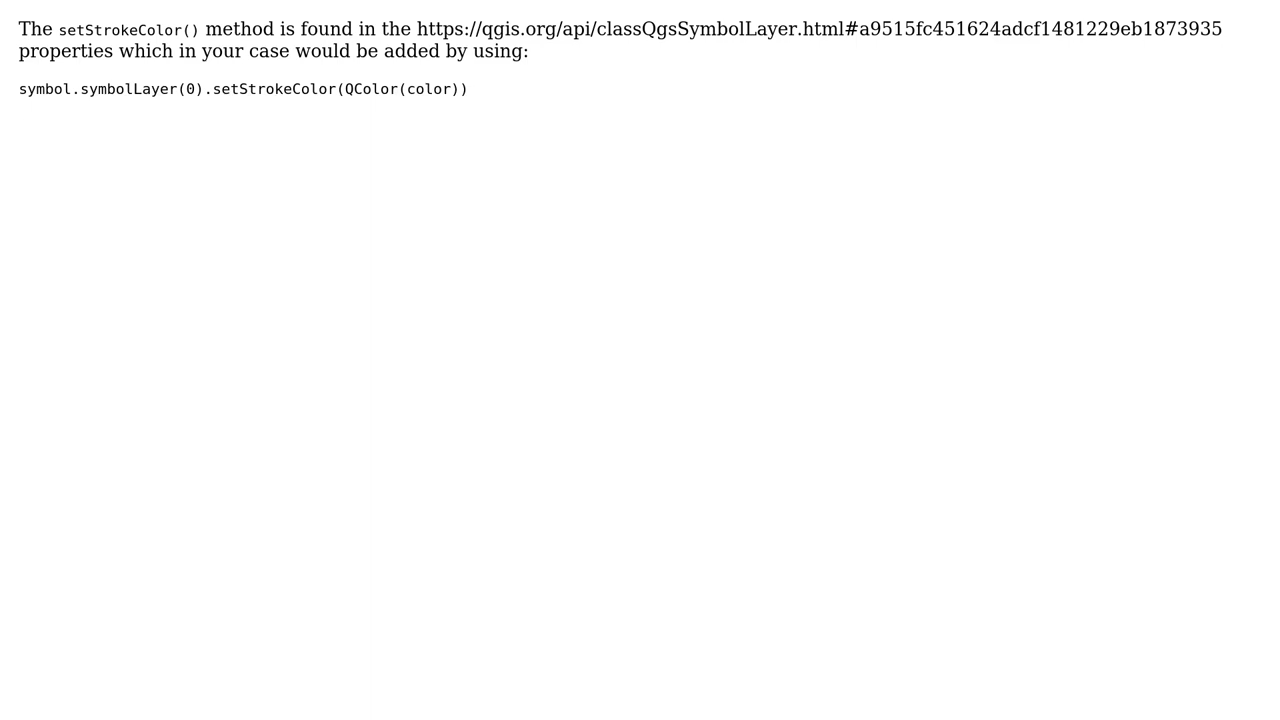 The setStrokeColor() method is found in the https://qgis.org/api/classQgsSymbolLayer.html#a9515fc451624adcf1481229eb1873935
properties which in your case would be added by using:
symbol.symbolLayer(0).setStrokeColor(QColor(color))